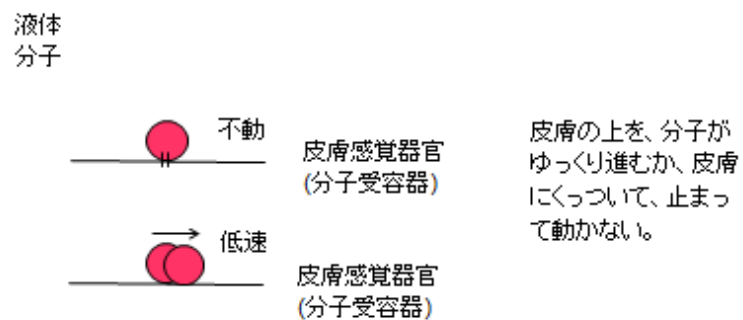 液体
分子
不動
皮膚感覚器官
(分子受容器)
皮膚の上を、分子が
ゆっくり進むか、皮膚
にくっついて、止まっ
て動かない。
低速
皮膚感覚器官
(分子受容器)